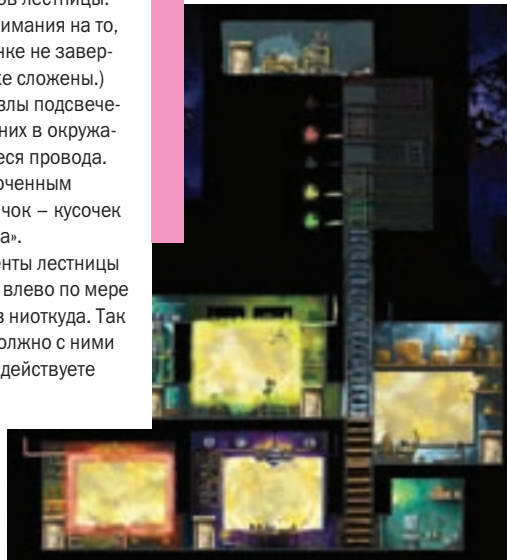 ов лестницы.
имания на то,
нке не завер-
же сложены.)
злы подсвече-
них в окружа-
еся провода.
оченным
чок – кусочек
а».
енты лестницы
влево по мере
з ниоткуда. Так
олжно с ними
действуете